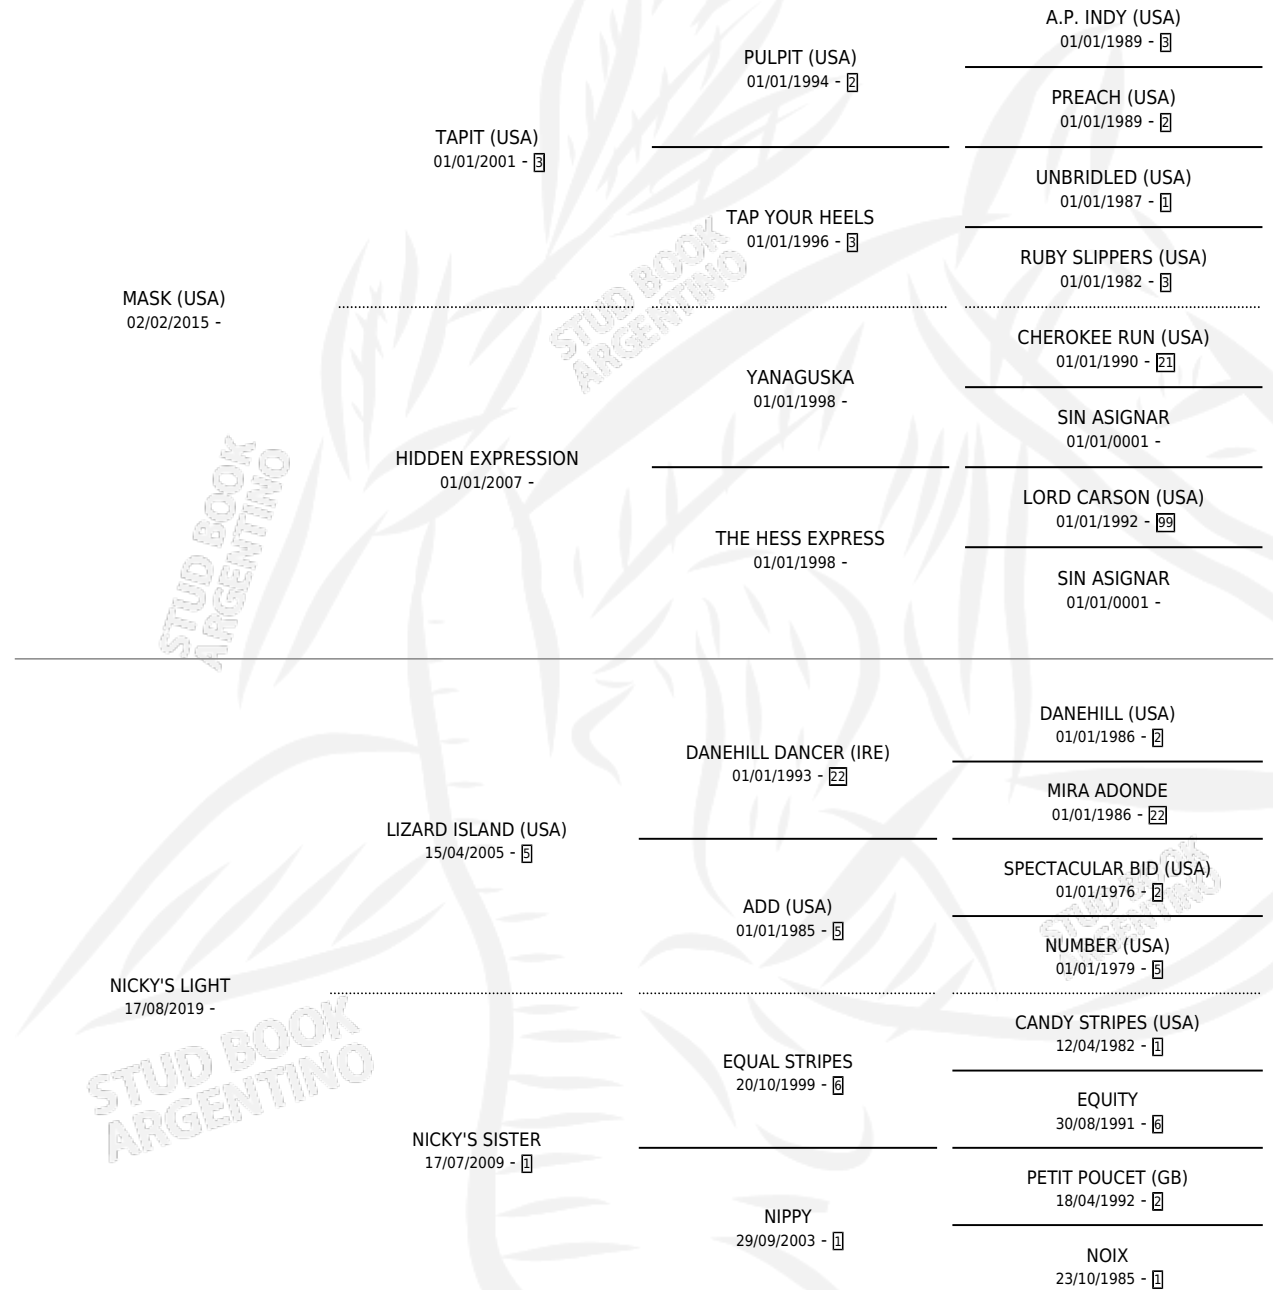 A.P. INDY (USA)
01/01/1989 - 3
PULPIT (USA)
01/01/1994 - 2
PREACH (USA)
01/01/1989 - 2
TAPIT (USA)
01/01/2001 - 3
UNBRIDLED (USA)
01/01/1987 - 1
TAP YOUR HEELS
01/01/1996 - 3
RUBY SLIPPERS (USA)
01/01/1982 - 3
MASK (USA)
02/02/2015 -
CHEROKEE RUN (USA)
01/01/1990 - 21
YANAGUSKA
01/01/1998 -
SIN ASIGNAR
01/01/0001 -
HIDDEN EXPRESSION
01/01/2007 -
LORD CARSON (USA)
01/01/1992 - 99
THE HESS EXPRESS
01/01/1998 -
SIN ASIGNAR
01/01/0001 -
STUD BOOK
ARGENTINO
STUD BOOK
ARGENTINO
DANEHILL (USA)
01/01/1986 - 2
DANEHILL DANCER (IRE)
01/01/1993 - 22
MIRA ADONDE
01/01/1986 - 22
LIZARD ISLAND (USA)
15/04/2005 - 5
SPECTACULAR BID (USA)
01/01/1976 - 2
ADD (USA)
01/01/1985 - 5
NUMBER (USA)
01/01/1979 - 5
NICKY'S LIGHT
17/08/2019 -
CANDY STRIPES (USA)
12/04/1982 - 1
EQUAL STRIPES
20/10/1999 - 6
EQUITY
30/08/1991 - 6
NICKY'S SISTER
17/07/2009 - 1
PETIT POUCET (GB)
18/04/1992 - 2
NIPPY
29/09/2003 - 1
NOIX
23/10/1985 - 1
STUD BOOK
ARGENTINO
STUD BOOK
ARGENTINO